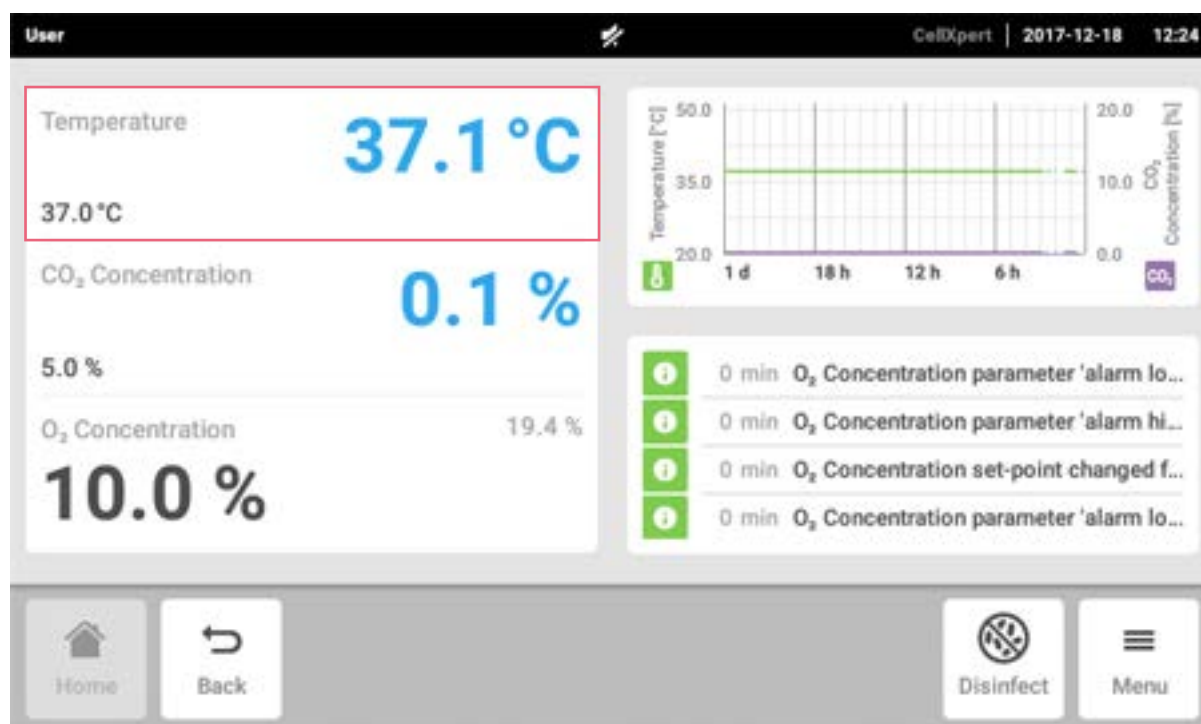 User CellXpert | 2017-12-18 12:24
Temperature
37.1 °C
37.0°C
CO₂ Concentration
0.1 %
5.0 %
O₂ Concentration 19.4 %
10.0 %
Temperature [°C]
50.0
35.0
20.0
1 d 18 h 12 h 6 h
20.0
10.0
0.0
CO₂
Concentration [%]
CO₂
0 min O₂ Concentration parameter 'alarm lo...
0 min O₂ Concentration parameter 'alarm hi...
0 min O₂ Concentration set-point changed f...
0 min O₂ Concentration parameter 'alarm lo...
Home
Back
Disinfect
Menu